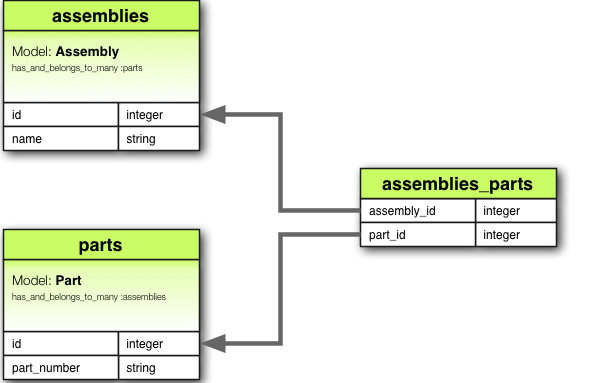 assemblies
Model: Assembly
has_and_belongs_to_many :parts
id integer
name string
assemblies_parts
assembly_id integer
part_id integer
parts
Model: Part
has_and_belongs_to_many :assemblies
id integer
part_number string